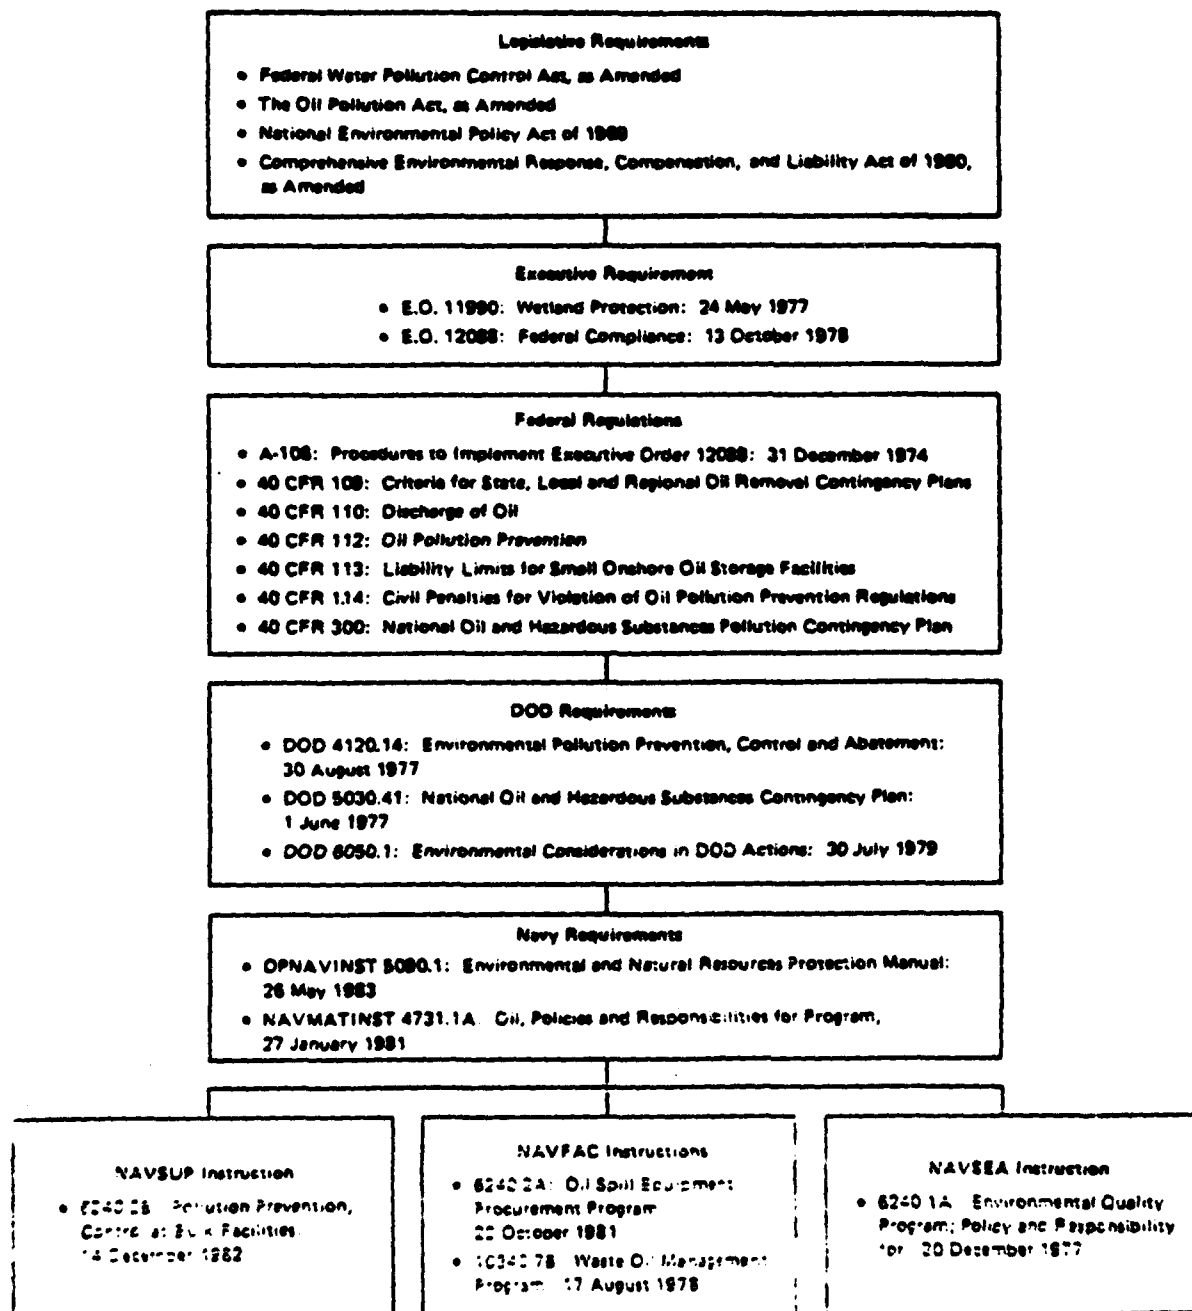 Legislative Requirements
• Federal Water Pollution Control Act, as Amended
• The Oil Pollution Act, as Amended
• National Environmental Policy Act of 1969
• Comprehensive Environmental Response, Compensation, and Liability Act of 1980,
as Amended
Executive Requirement
• E.O. 11990: Wetland Protection: 24 May 1977
• E.O. 12088: Federal Compliance: 13 October 1978
Federal Regulations
• A-106: Procedures to Implement Executive Order 12088: 31 December 1974
• 40 CFR 109: Criteria for State, Local and Regional Oil Removal Contingency Plans
• 40 CFR 110: Discharge of Oil
• 40 CFR 112: Oil Pollution Prevention
• 40 CFR 113: Liability Limits for Small Onshore Oil Storage Facilities
• 40 CFR 114: Civil Penalties for Violation of Oil Pollution Prevention Regulations
• 40 CFR 300: National Oil and Hazardous Substances Pollution Contingency Plan
DOD Requirements
• DOD 4120.14: Environmental Pollution Prevention, Control and Abatement:
30 August 1977
• DOD 5030.41: National Oil and Hazardous Substances Contingency Plan:
1 June 1977
• DOD 6050.1: Environmental Considerations in DOD Actions: 30 July 1979
Navy Requirements
• OPNAVINST 5090.1: Environmental and Natural Resources Protection Manual:
26 May 1983
• NAVMATINST 4731.1A Oil, Policies and Responsibilities for Program,
27 January 1981
NAVSUP Instruction
• Pollution Prevention,
Control at Bulk Facilities
14 December 1982
NAVFAC Instructions
• 6240.2A: Oil Spill Equipment
Procurement Program
October 1981
• Waste Oil Management
Program 17 August 1978
NAVSEA Instruction
• 6240.1A Environmental Quality
Program; Policy and Responsibility
for 20 December 1977